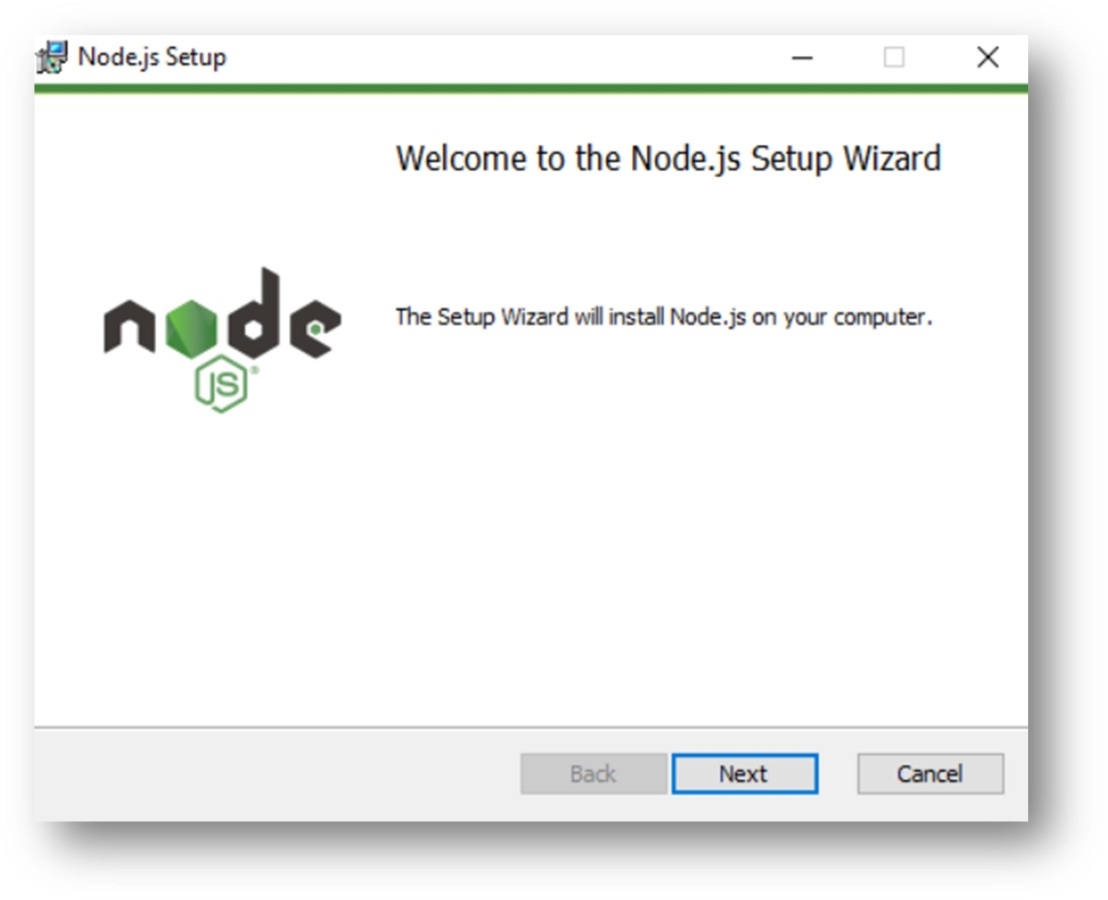 Node.js Setup
Welcome to the Node.js Setup Wizard
node
JS®
The Setup Wizard will install Node.js on your computer.
Back
Next
Cancel